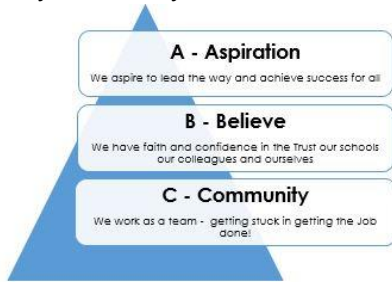 A - Aspiration
We aspire to lead the way and achieve success for all
B - Believe
We have faith and confidence in the Trust our schools
our colleagues and ourselves
C - Community
We work as a team - getting stuck in getting the Job
done!